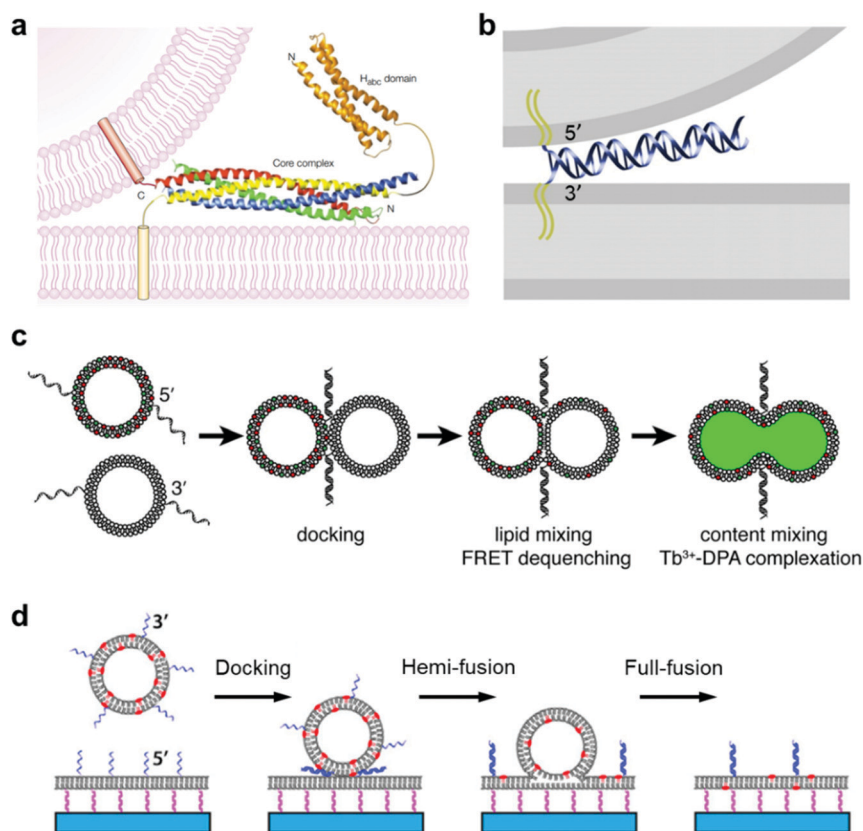 a
N
H_abc domain
Core complex
C
N
b
5′
3′
c
5′
3′
docking
lipid mixing
FRET dequenching
content mixing
Tb³⁺-DPA complexation
d
3′
5′
Docking
Hemi-fusion
Full-fusion